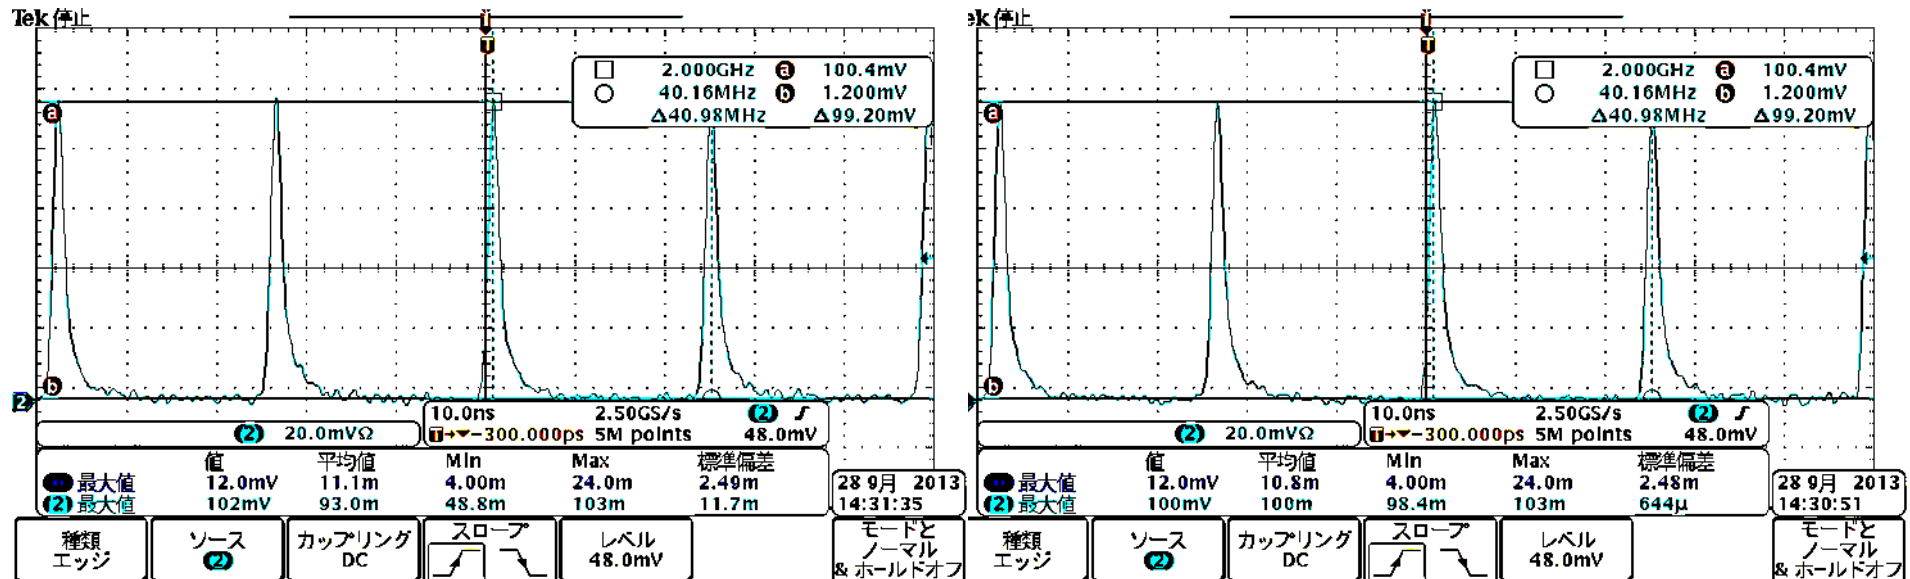 Tek 停止
T
2.000GHz a 100.4mV
40.16MHz b 1.200mV
Δ40.98MHz Δ99.20mV
a
b
2
10.0ns 2.50GS/s 2
T→▼−300.000ps 5M points 48.0mV
2 20.0mVΩ
値 平均値 Min Max 標準偏差
最大値 12.0mV 11.1m 4.00m 24.0m 2.49m
2 最大値 102mV 93.0m 48.8m 103m 11.7m
28 9月 2013
14:31:35
種類
エッジ
ソース
2
カップリング
DC
スロープ
レベル
48.0mV
モードと
ノーマル
& ホールドオフ
ek 停止
T
2.000GHz a 100.4mV
40.16MHz b 1.200mV
Δ40.98MHz Δ99.20mV
a
b
10.0ns 2.50GS/s 2
T→▼−300.000ps 5M points 48.0mV
2 20.0mVΩ
値 平均値 Min Max 標準偏差
最大値 12.0mV 10.8m 4.00m 24.0m 2.48m
2 最大値 100mV 100m 98.4m 103m 644μ
28 9月 2013
14:30:51
種類
エッジ
ソース
2
カップリング
DC
スロープ
レベル
48.0mV
モードと
ノーマル
& ホールドオフ